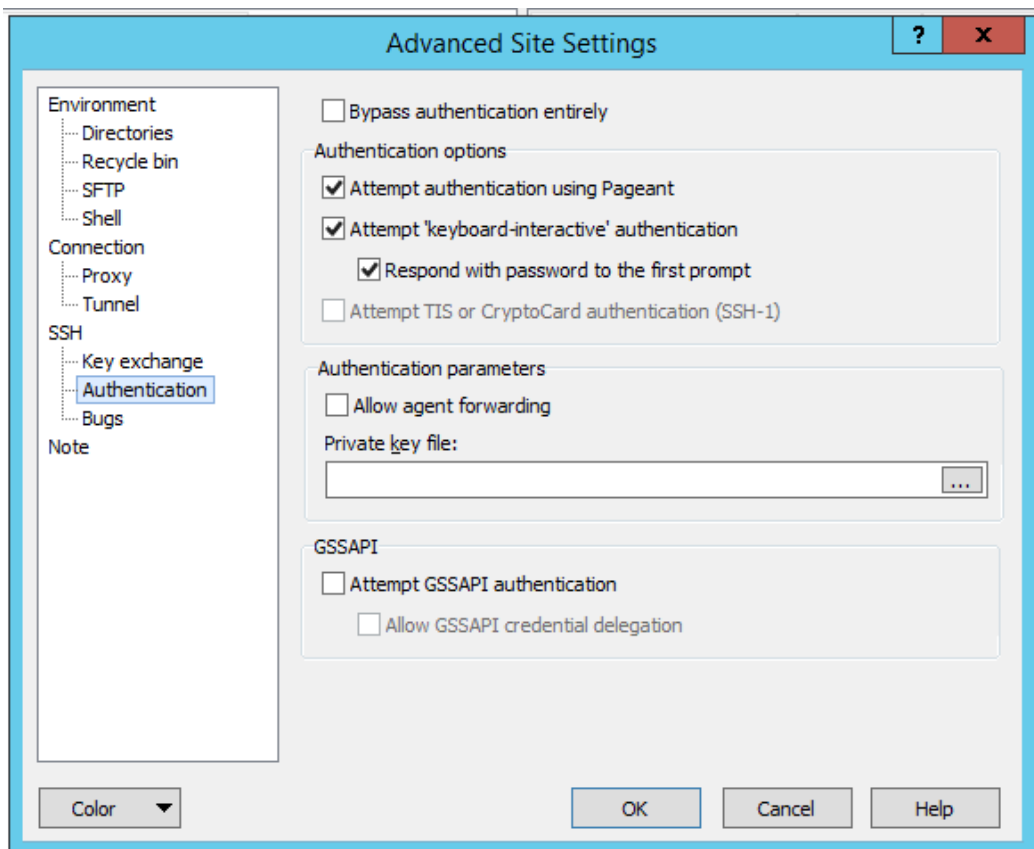 Advanced Site Settings
?
X
Environment
Directories
Recycle bin
SFTP
Shell
Connection
Proxy
Tunnel
SSH
Key exchange
Authentication
Bugs
Note
Bypass authentication entirely
Authentication options
Attempt authentication using Pageant
Attempt 'keyboard-interactive' authentication
Respond with password to the first prompt
Attempt TIS or CryptoCard authentication (SSH-1)
Authentication parameters
Allow agent forwarding
Private key file:
...
GSSAPI
Attempt GSSAPI authentication
Allow GSSAPI credential delegation
Color
OK
Cancel
Help